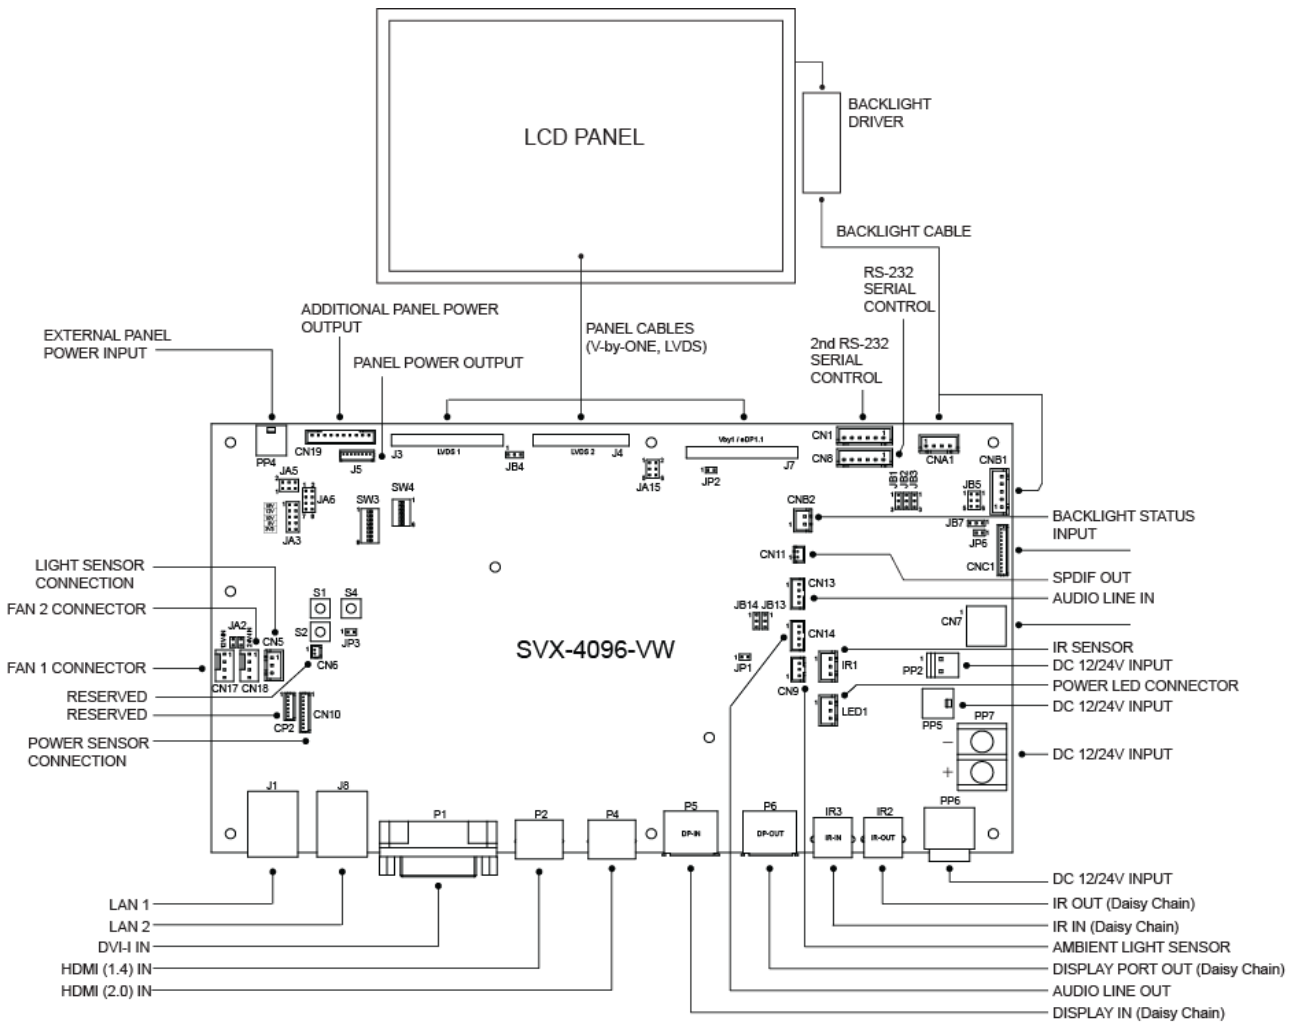 LCD PANEL
BACKLIGHT
DRIVER
BACKLIGHT CABLE
RS-232
SERIAL
CONTROL
2nd RS-232
SERIAL
CONTROL
ADDITIONAL PANEL POWER
OUTPUT
EXTERNAL PANEL
POWER INPUT
PANEL POWER OUTPUT
PANEL CABLES
(V-by-ONE, LVDS)
PP4
CN19
J5
J3
LVDS 1
JB4
LVDS 2
J4
JA15
Vby1 / eDP1.1
J7
JP2
CN1
CN8
CNA1
CNB1
JB1
JB2
JB3
JB5
JB7
JP6
CNC1
JA5
JA6
JA3
SW3
SW4
CNB2
CN11
CN13
JB14
JB13
CN14
JP1
CN9
IR1
LED1
CN7
PP2
PP5
PP7
−
+
PP6
S1
S4
S2
JP3
CN6
JA2
CN5
CN17
CN18
CP2
CN10
SVX-4096-VW
LIGHT SENSOR
CONNECTION
FAN 2 CONNECTOR
FAN 1 CONNECTOR
RESERVED
RESERVED
POWER SENSOR
CONNECTION
BACKLIGHT STATUS
INPUT
SPDIF OUT
AUDIO LINE IN
IR SENSOR
DC 12/24V INPUT
POWER LED CONNECTOR
DC 12/24V INPUT
DC 12/24V INPUT
J1
J8
P1
P2
P4
P5
DP-IN
P6
DP-OUT
IR3
IR-IN
IR2
IR-OUT
LAN 1
LAN 2
DVI-I IN
HDMI (1.4) IN
HDMI (2.0) IN
DC 12/24V INPUT
IR OUT (Daisy Chain)
IR IN (Daisy Chain)
AMBIENT LIGHT SENSOR
DISPLAY PORT OUT (Daisy Chain)
AUDIO LINE OUT
DISPLAY IN (Daisy Chain)